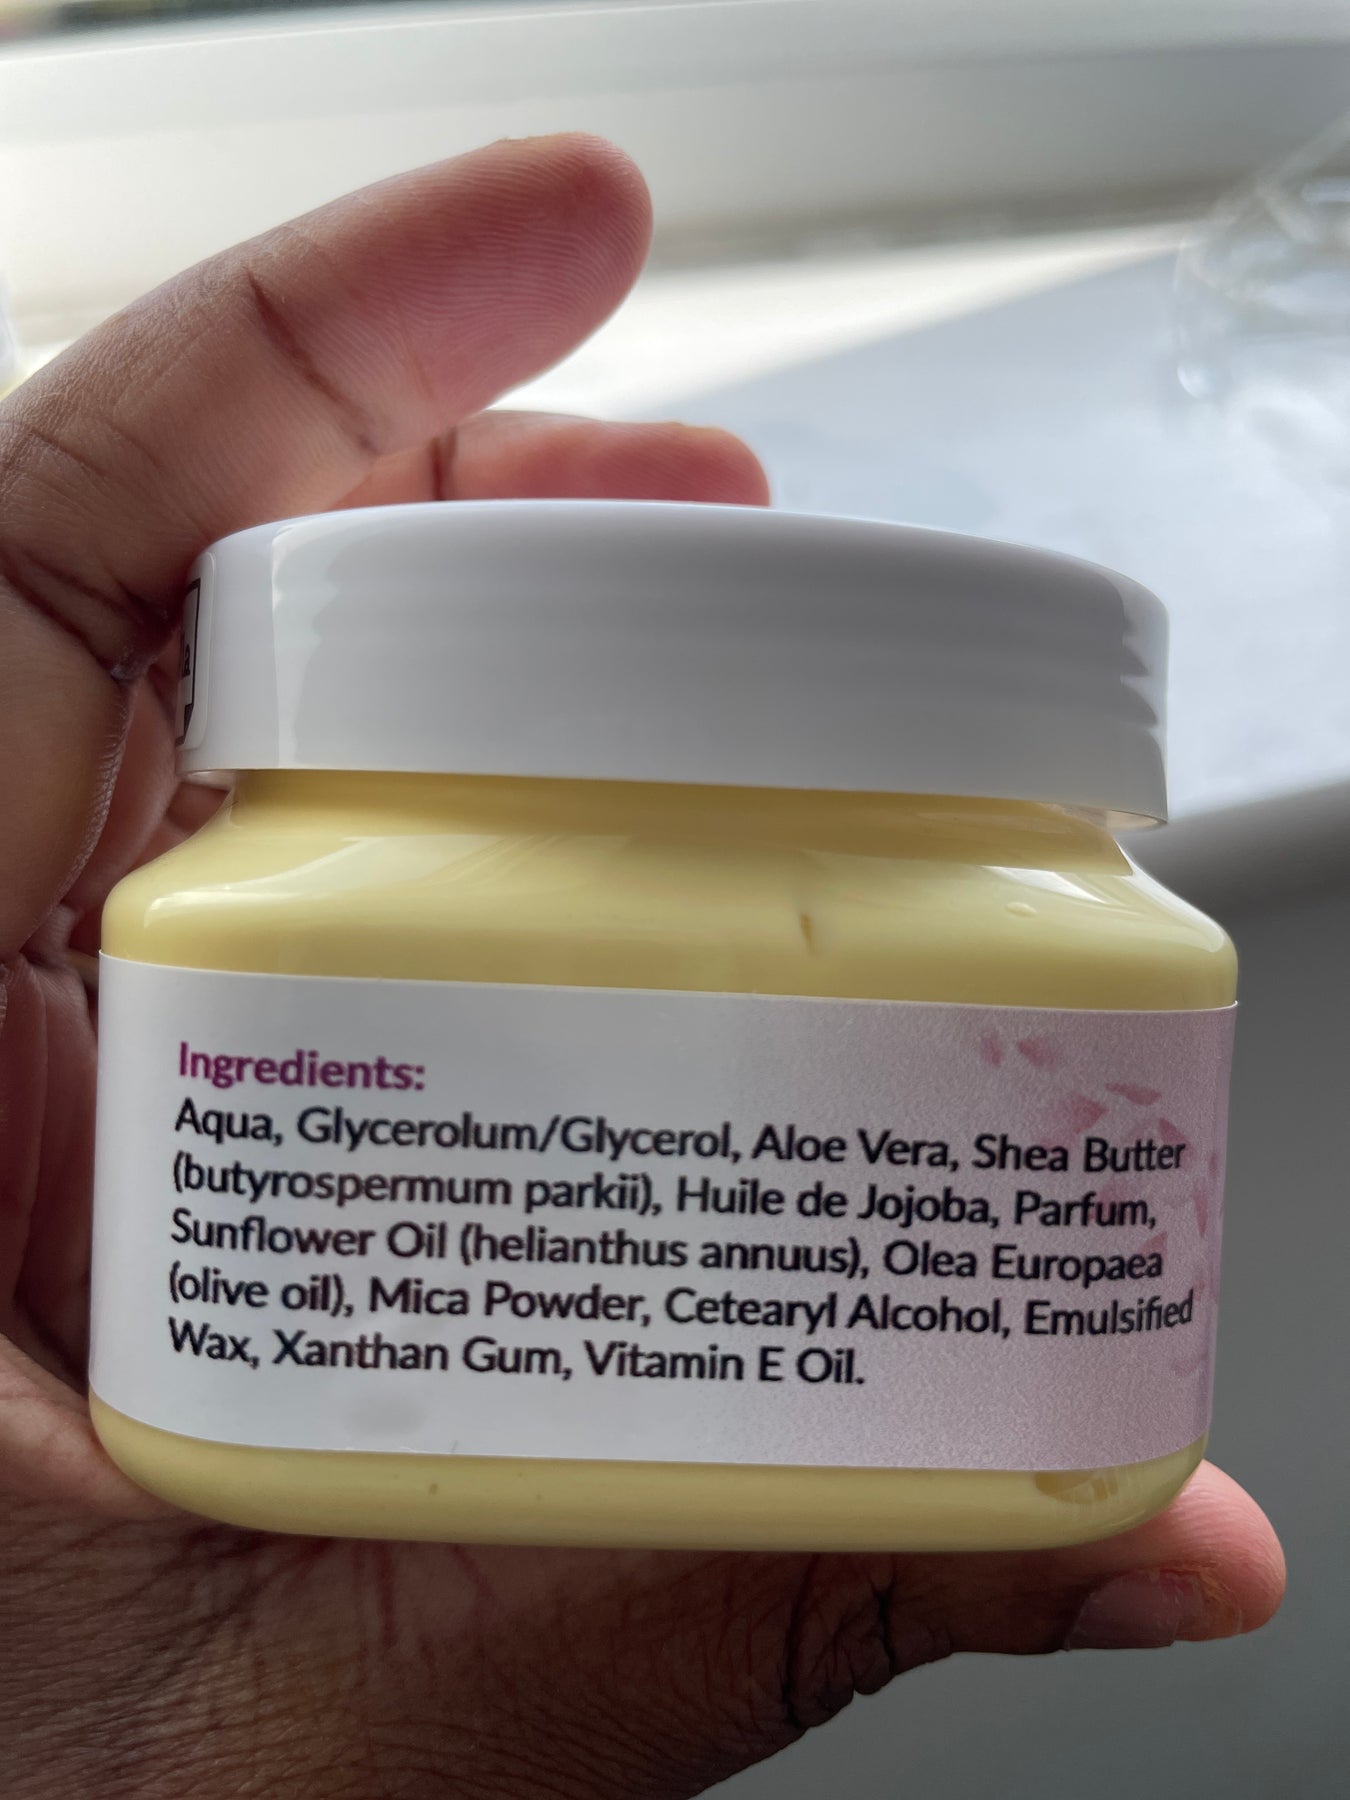 Ingredients:
Aqua, Glycerolum/Glycerol, Aloe Vera, Shea Butter
(butyrospermum parkii), Huile de Jojoba, Parfum,
Sunflower Oil (helianthus annuus), Olea Europaea
(olive oil), Mica Powder, Cetearyl Alcohol, Emulsified
Wax, Xanthan Gum, Vitamin E Oil.